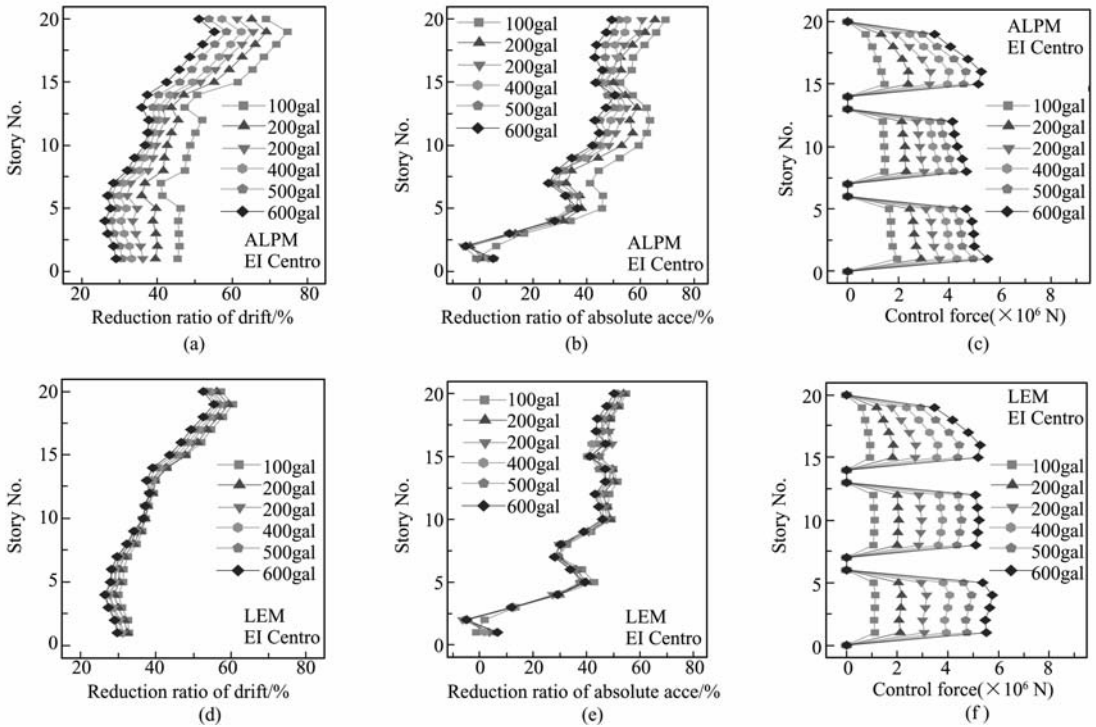 20
15
10
5
0
Story No.
100gal
200gal
200gal
400gal
500gal
600gal
ALPM
EI Centro
20 40 60 80
Reduction ratio of drift/%
(a)
20
15
10
5
0
Story No.
100gal
200gal
200gal
400gal
500gal
600gal
ALPM
EI Centro
0 20 40 60 80
Reduction ratio of absolute acce/%
(b)
20
15
10
5
0
Story No.
ALPM
EI Centro
100gal
200gal
200gal
400gal
500gal
600gal
0 2 4 6 8
Control force(×10⁶ N)
(c)
20
15
10
5
0
Story No.
100gal
200gal
200gal
400gal
500gal
600gal
LEM
EI Centro
20 40 60 80
Reduction ratio of drift/%
(d)
20
15
10
5
0
Story No.
100gal
200gal
200gal
400gal
500gal
600gal
LEM
EI Centro
0 20 40 60 80
Reduction ratio of absolute acce/%
(e)
20
15
10
5
0
Story No.
LEM
EI Centro
100gal
200gal
200gal
400gal
500gal
600gal
0 2 4 6 8
Control force(×10⁶ N)
(f )